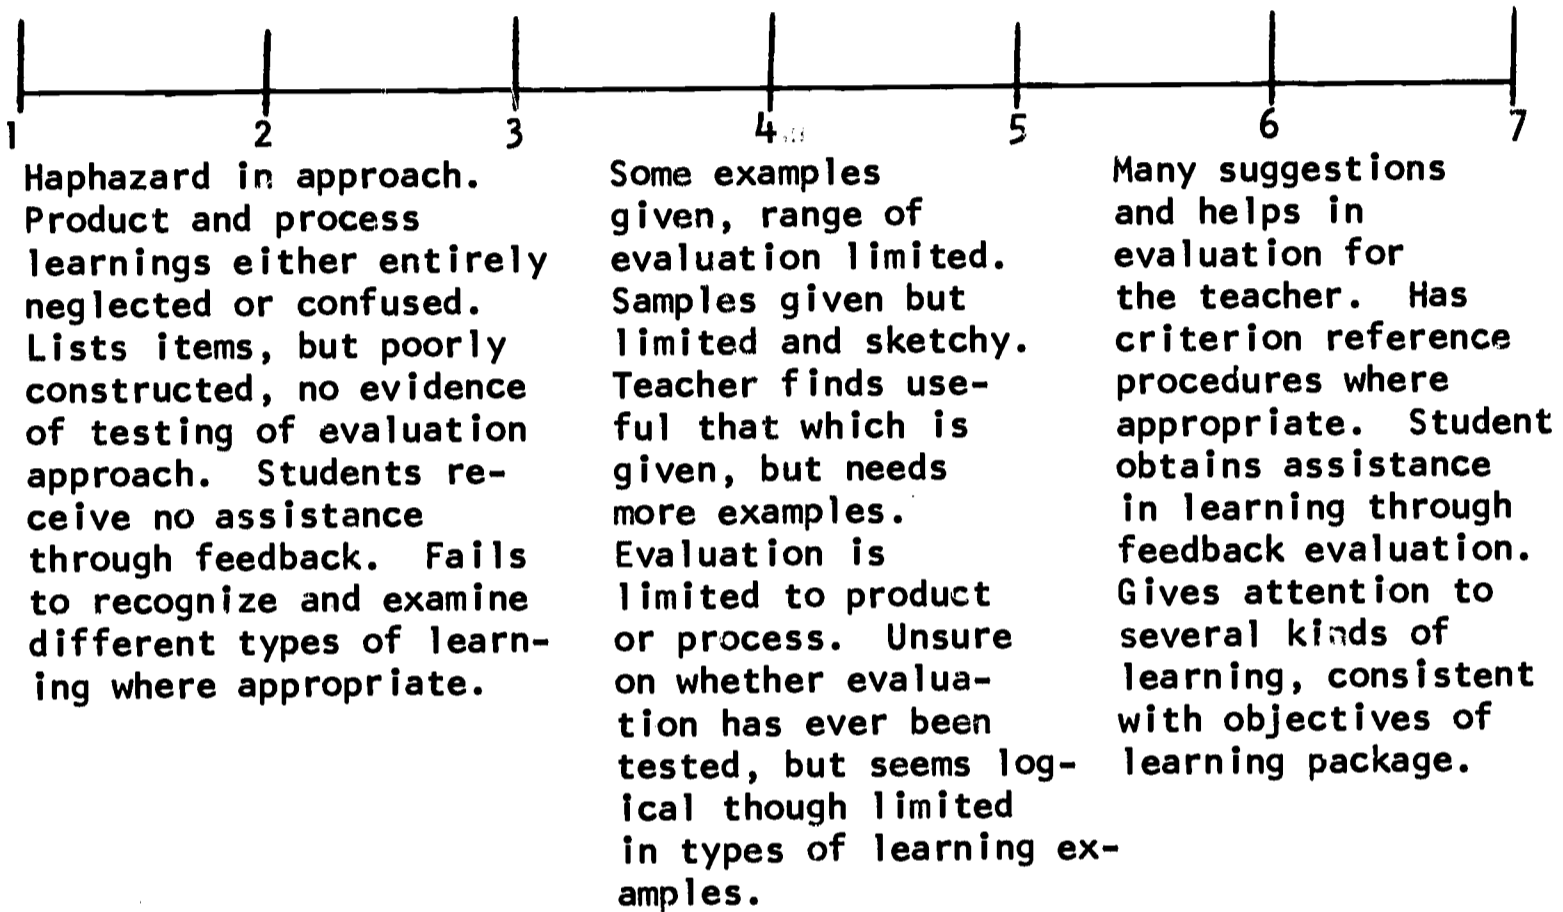 1 2 3 4 5 6 7
Haphazard in approach.
Product and process
learnings either entirely
neglected or confused.
Lists items, but poorly
constructed, no evidence
of testing of evaluation
approach. Students re-
ceive no assistance
through feedback. Fails
to recognize and examine
different types of learn-
ing where appropriate.
Some examples
given, range of
evaluation limited.
Samples given but
limited and sketchy.
Teacher finds use-
ful that which is
given, but needs
more examples.
Evaluation is
limited to product
or process. Unsure
on whether evalua-
tion has ever been
tested, but seems log-
ical though limited
in types of learning ex-
amples.
Many suggestions
and helps in
evaluation for
the teacher. Has
criterion reference
procedures where
appropriate. Student
obtains assistance
in learning through
feedback evaluation.
Gives attention to
several kinds of
learning, consistent
with objectives of
learning package.